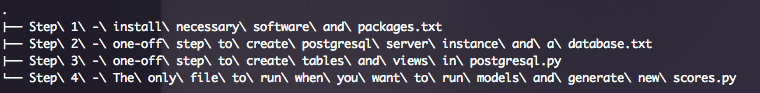 .
├── Step\ 1\ -\ install\ necessary\ software\ and\ packages.txt
├── Step\ 2\ -\ one-off\ step\ to\ create\ postgresql\ server\ instance\ and\ a\ database.txt
├── Step\ 3\ -\ one-off\ step\ to\ create\ tables\ and\ views\ in\ postgresql.py
└── Step\ 4\ -\ The\ only\ file\ to\ run\ when\ you\ want\ to\ run\ models\ and\ generate\ new\ scores.py